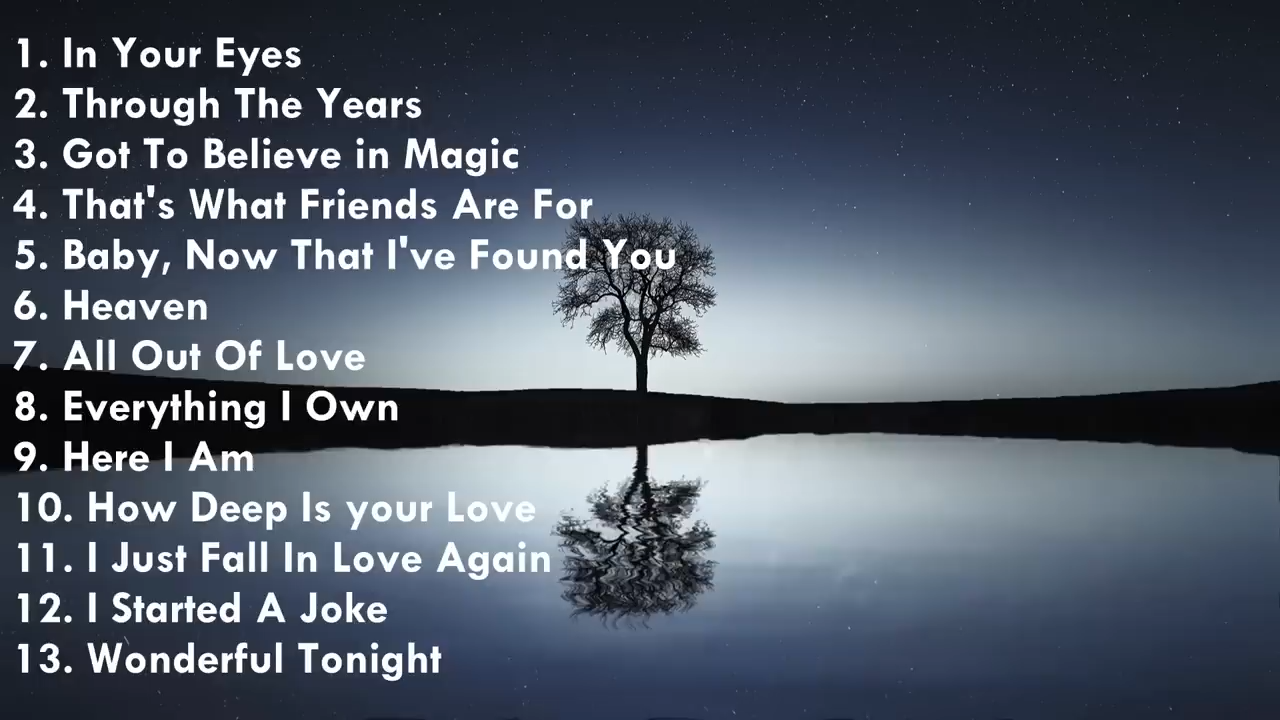 1. In Your Eyes
2. Through The Years
3. Got To Believe in Magic
4. That's What Friends Are For
5. Baby, Now That I've Found You
6. Heaven
7. All Out Of Love
8. Everything I Own
9. Here I Am
10. How Deep Is your Love
11. I Just Fall In Love Again
12. I Started A Joke
13. Wonderful Tonight